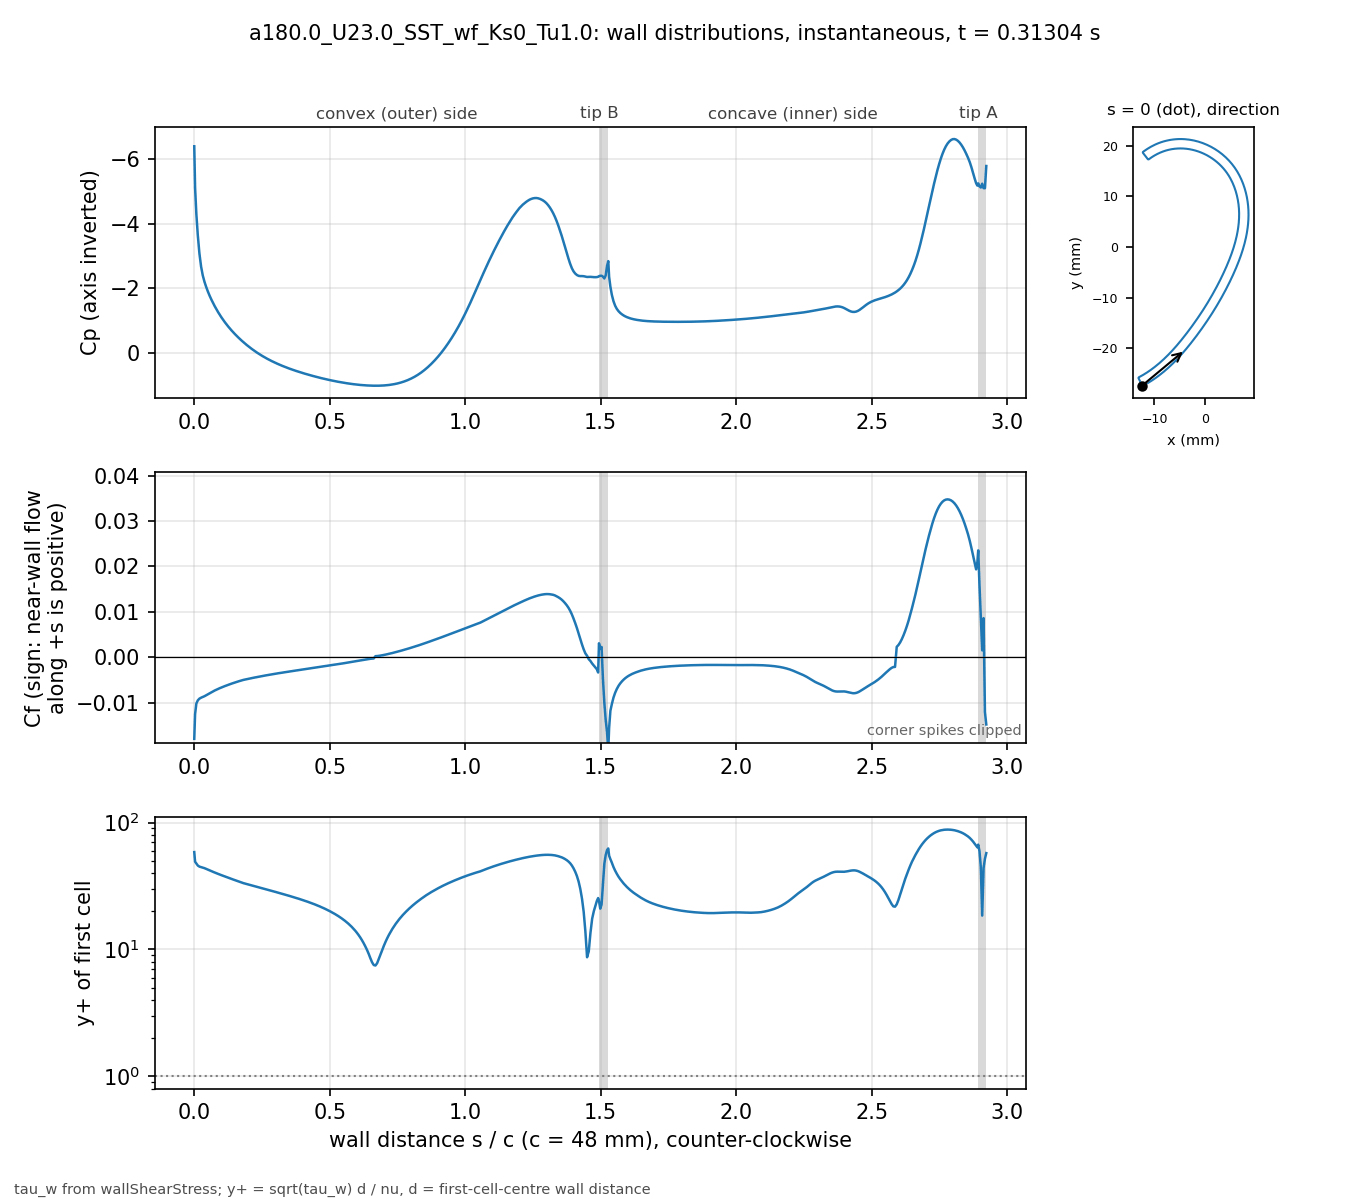 a180.0_U23.0_SST_wf_Ks0_Tu1.0: wall distributions, instantaneous, t = 0.31304 s
convex (outer) side
tip B
concave (inner) side
tip A
s = 0 (dot), direction
Cp (axis inverted)
−6
−4
−2
0
0.0 0.5 1.0 1.5 2.0 2.5 3.0
y (mm)
20
10
0
−10
−20
−10 0
x (mm)
Cf (sign: near-wall flow
along +s is positive)
0.04
0.03
0.02
0.01
0.00
−0.01
corner spikes clipped
0.0 0.5 1.0 1.5 2.0 2.5 3.0
y+ of first cell
10²
10¹
10⁰
0.0 0.5 1.0 1.5 2.0 2.5 3.0
wall distance s / c (c = 48 mm), counter-clockwise
tau_w from wallShearStress; y+ = sqrt(tau_w) d / nu, d = first-cell-centre wall distance